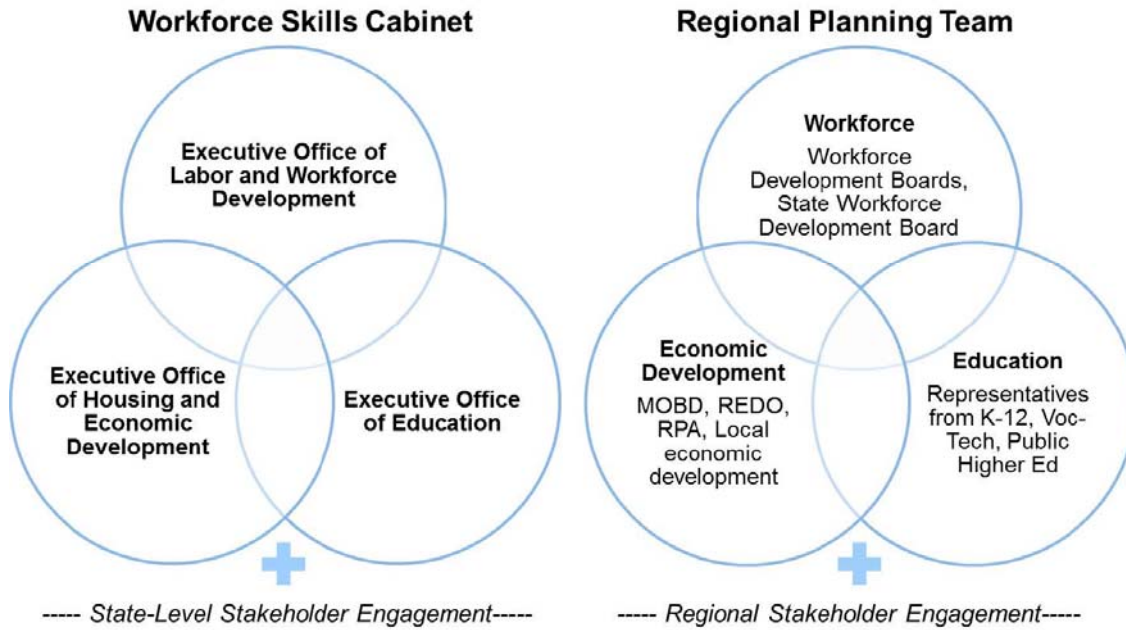 Workforce Skills Cabinet
Executive Office of
Labor and Workforce
Development
Executive Office
of Housing and
Economic
Development
Executive Office
of Education
----- State-Level Stakeholder Engagement-----
Regional Planning Team
Workforce
Workforce
Development Boards,
State Workforce
Development Board
Economic
Development
MOBD, REDO,
RPA, Local
economic
development
Education
Representatives
from K-12, Voc-
Tech, Public
Higher Ed
----- Regional Stakeholder Engagement-----